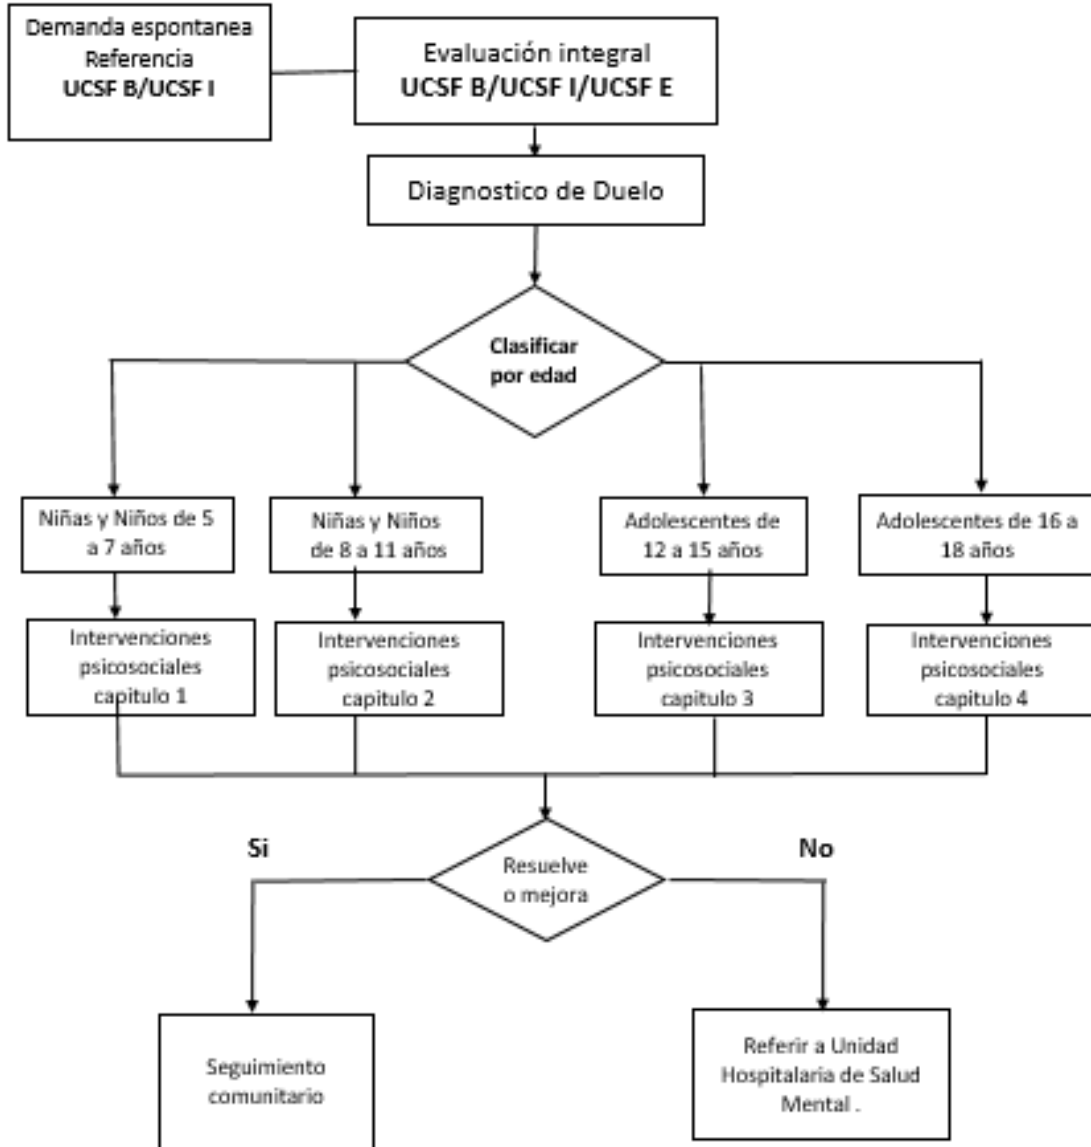 Demanda espontanea
Referencia
UCSF B/UCSF I
Evaluación integral
UCSF B/UCSF I/UCSF E
Diagnostico de Duelo
Clasificar
por edad
Niñas y Niños de 5
a 7 años
Niñas y Niños
de 8 a 11 años
Adolescentes de
12 a 15 años
Adolescentes de 16 a
18 años
Intervenciones
psicosociales
capitulo 1
Intervenciones
psicosociales
capitulo 2
Intervenciones
psicosociales
capitulo 3
Intervenciones
psicosociales
capitulo 4
Si
Resuelve
o mejora
No
Seguimiento
comunitario
Referir a Unidad
Hospitalaria de Salud
Mental .